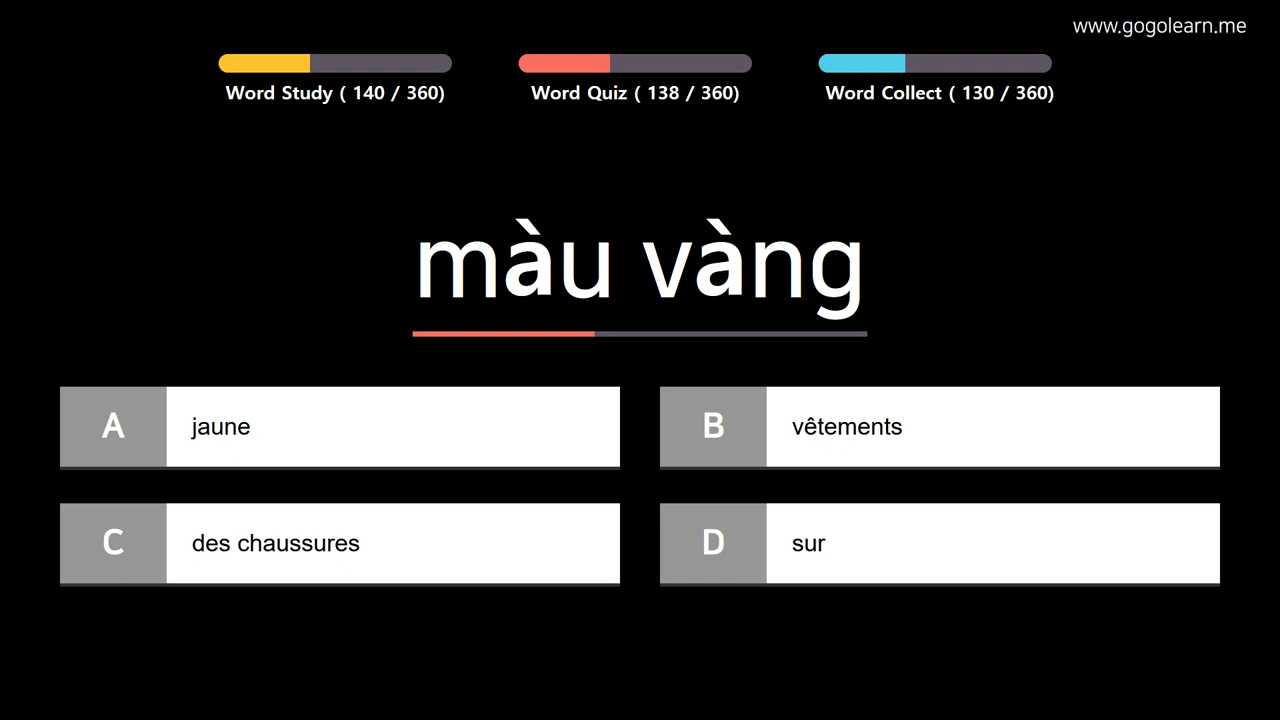 www.gogolearn.me
Word Study ( 140 / 360)
Word Quiz ( 138 / 360)
Word Collect ( 130 / 360)
màu vàng
A jaune
B vêtements
C des chaussures
D sur